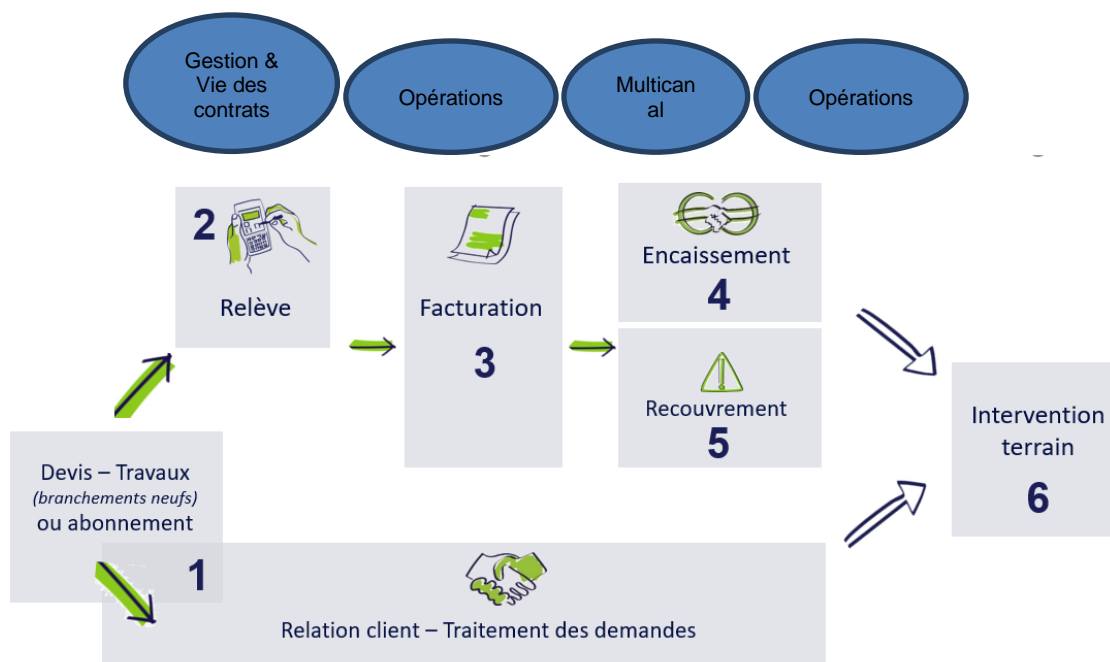 Gestion &
Vie des
contrats
Opérations
Multican
al
Opérations
2
Relève
Facturation
3
Encaissement
4
Recouvrement
5
Intervention
terrain
6
Devis – Travaux
(branchements neufs)
ou abonnement
1
Relation client – Traitement des demandes